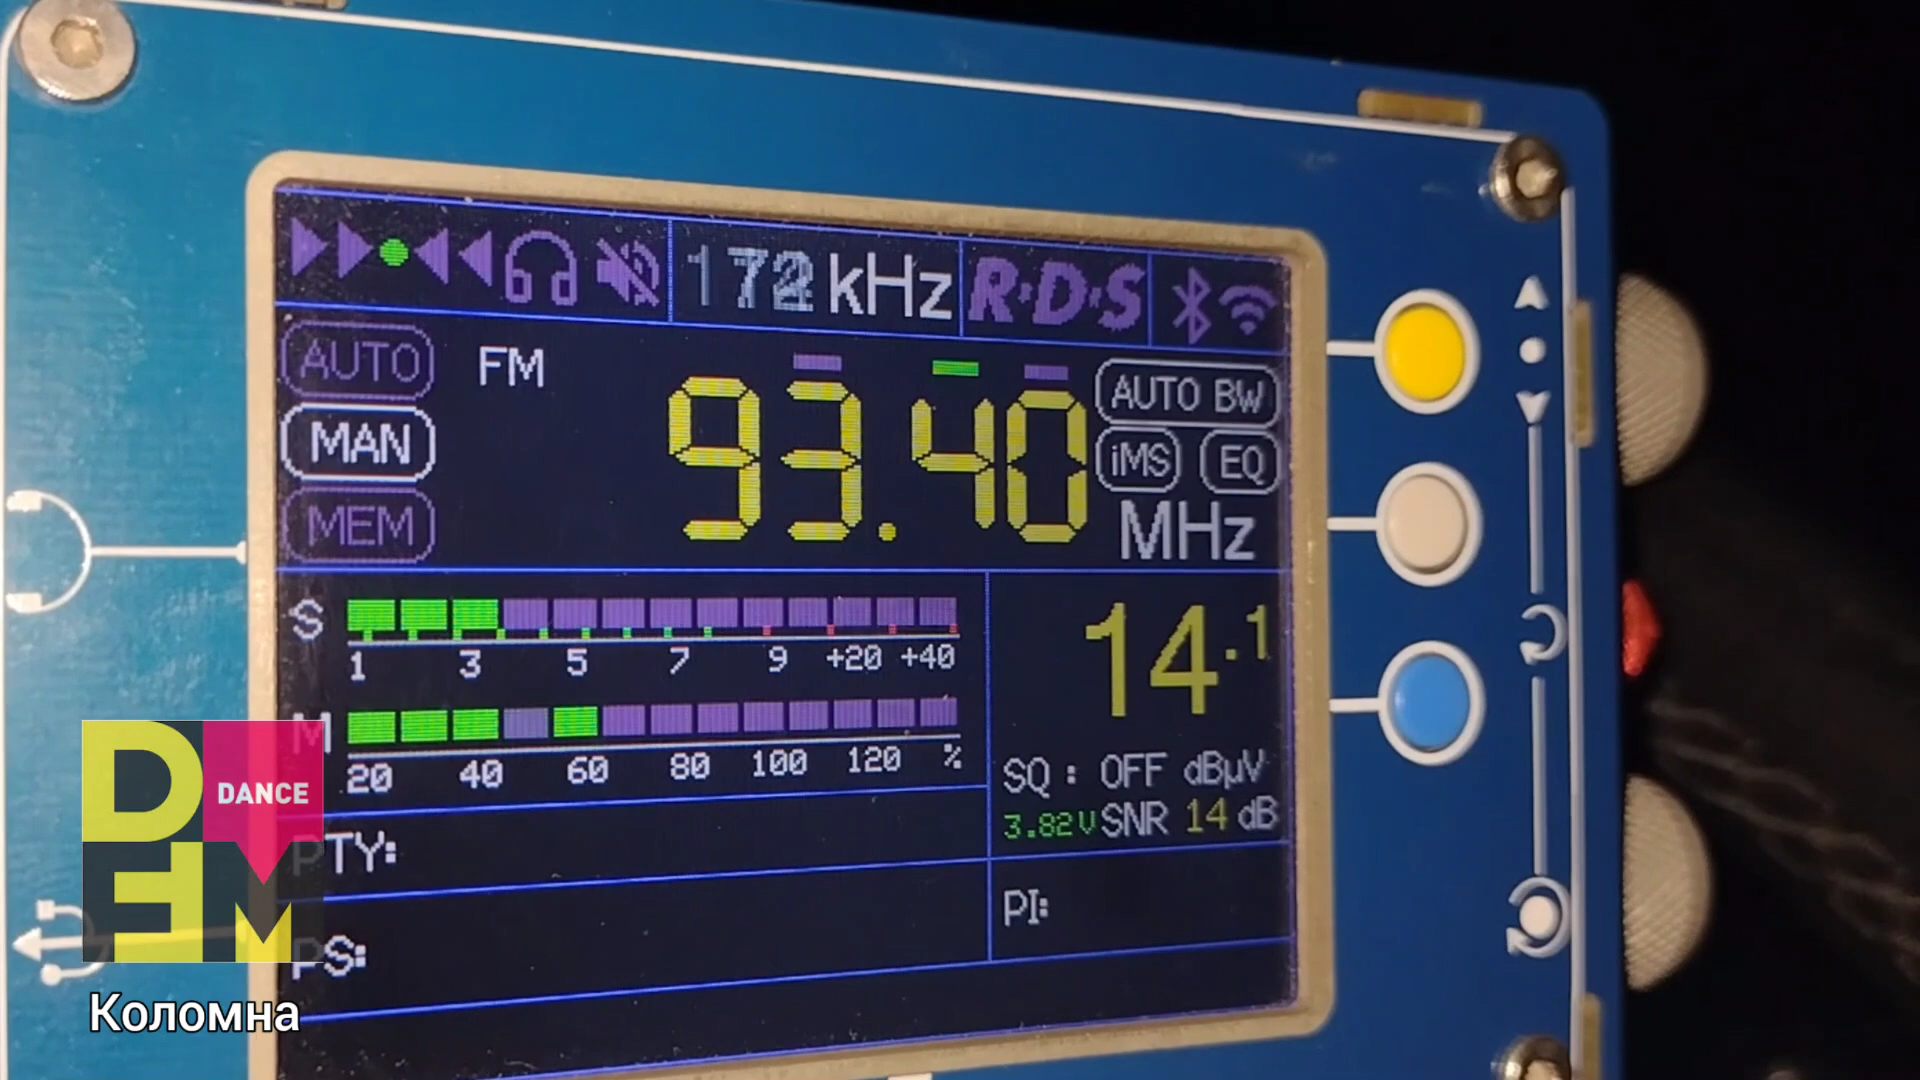 172 kHz R·D·S
AUTO FM
MAN 93.40 AUTO BW
iMS EQ
MEM MHz
S
1 3 5 7 9 +20 +40
14.1
M
20 40 60 80 100 120 %
SQ: OFF dBµV
3.82V SNR 14 dB
PTY:
PI:
PS:
DFM
DANCE
Коломна